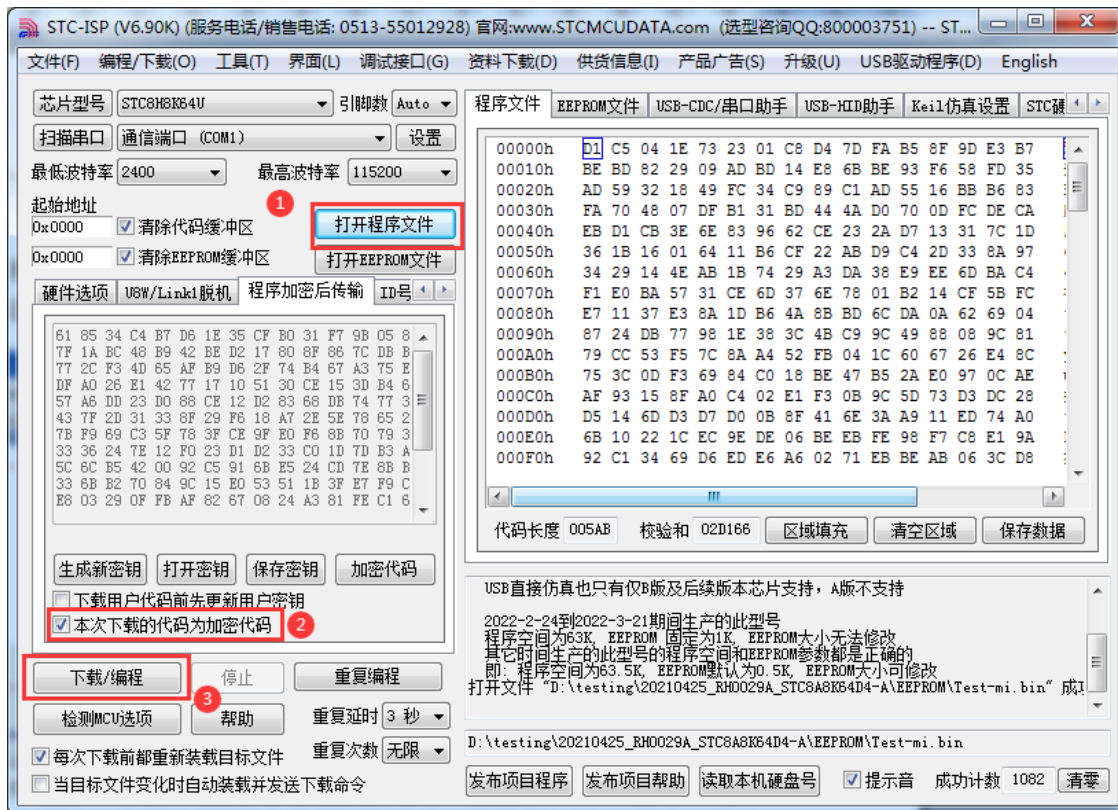 STC-ISP (V6.90K) (服务电话/销售电话: 0513-55012928) 官网:www.STCMCUDATA.com (选型咨询QQ:800003751) -- ST...
文件(F) 编程/下载(O) 工具(T) 界面(L) 调试接口(G) 资料下载(D) 供货信息(I) 产品广告(S) 升级(U) USB驱动程序(D) English
芯片型号 STC8H8K64U 引脚数 Auto
扫描串口 通信端口 (COM1) 设置
最低波特率 2400 最高波特率 115200
起始地址
1
0x0000 清除代码缓冲区 打开程序文件
0x0000 清除EEPROM缓冲区 打开EEPROM文件
硬件选项 U8W/Link1脱机 程序加密后传输 ID号
61 85 34 C4 B7 D6 1E 35 CF B0 31 F7 9B 05 8
7F 1A BC 48 B9 42 BE D2 17 80 8F 86 7C DB B
77 2C F3 4D 65 AF B9 D6 2F 74 B4 67 A3 75 E
DF A0 26 E1 42 77 17 10 51 30 CE 15 3D B4 6
57 A6 DD 23 D0 88 CE 12 D2 83 68 DB 74 77 3
43 7F 2D 31 33 8F 29 F6 18 A7 2E 5E 78 65 2
7B F9 69 C3 5F 78 3F CE 9F E0 F6 8B 70 79 3
33 36 24 7E 12 F0 23 D1 D2 33 C0 1D 7D B3 A
5C 6C B5 42 00 92 C5 91 6B E5 24 CD 7E 8B B
33 6B B2 70 84 9C 15 E0 53 51 1B 3F E7 F9 C
E8 03 29 0F FB AF 82 67 08 24 A3 81 FE C1 6
生成新密钥 打开密钥 保存密钥 加密代码
下载用户代码前先更新用户密钥
本次下载的代码为加密代码 2
下载/编程 停止 重复编程
3
检测MCU选项 帮助 重复延时 3 秒
每次下载前都重新装载目标文件 重复次数 无限
当目标文件变化时自动装载并发送下载命令
程序文件 EEPROM文件 USB-CDC/串口助手 USB-HID助手 Keil仿真设置 STC硬
00000h D1 C5 04 1E 73 23 01 C8 D4 7D FA B5 8F 9D E3 B7
00010h BE BD 82 29 09 AD BD 14 E8 6B BE 93 F6 58 FD 35
00020h AD 59 32 18 49 FC 34 C9 89 C1 AD 55 16 BB B6 83
00030h FA 70 48 07 DF B1 31 BD 44 4A D0 70 0D FC DE CA
00040h EB D1 CB 3E 6E 83 96 62 CE 23 2A D7 13 31 7C 1D
00050h 36 1B 16 01 64 11 B6 CF 22 AB D9 C4 2D 33 8A 97
00060h 34 29 14 4E AB 1B 74 29 A3 DA 38 E9 EE 6D BA C4
00070h F1 E0 BA 57 31 CE 6D 37 6E 78 01 B2 14 CF 5B FC
00080h E7 11 37 E3 8A 1D B6 4A 8B BD 6C DA 0A 62 69 04
00090h 87 24 DB 77 98 1E 38 3C 4B C9 9C 49 88 08 9C 81
000A0h 79 CC 53 F5 7C 8A A4 52 FB 04 1C 60 67 26 E4 8C
000B0h 75 3C 0D F3 69 84 C0 18 BE 47 B5 2A E0 97 0C AE
000C0h AF 93 15 8F A0 C4 02 E1 F3 0B 9C 5D 73 D3 DC 28
000D0h D5 14 6D D3 D7 D0 0B 8F 41 6E 3A A9 11 ED 74 A0
000E0h 6B 10 22 1C EC 9E DE 06 BE EB FE 98 F7 C8 E1 9A
000F0h 92 C1 34 69 D6 ED E6 A6 02 71 EB BE AB 06 3C D8
代码长度 005AB 校验和 02D166 区域填充 清空区域 保存数据
USB直接仿真也只有仅B版及后续版本芯片支持，A版不支持
2022-2-24到2022-3-21期间生产的此型号
程序空间为63K, EEPROM 固定为1K, EEPROM大小无法修改
其它时间生产的此型号的程序空间和EEPROM参数都是正确的
即: 程序空间为63.5K, EEPROM默认为0.5K, EEPROM大小可修改
打开文件 "D:\testing\20210425_RH0029A_STC8A8K64D4-A\EEPROM\Test-mi.bin" 成功
D:\testing\20210425_RH0029A_STC8A8K64D4-A\EEPROM\Test-mi.bin
发布项目程序 发布项目帮助 读取本机硬盘号 提示音 成功计数 1082 清零